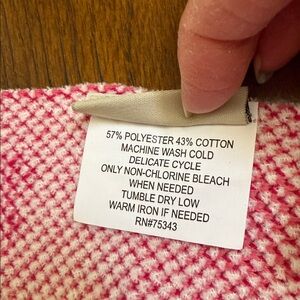 57% POLYESTER 43% COTTON
MACHINE WASH COLD
DELICATE CYCLE
ONLY NON-CHLORINE BLEACH
WHEN NEEDED
TUMBLE DRY LOW
WARM IRON IF NEEDED
RN#75343